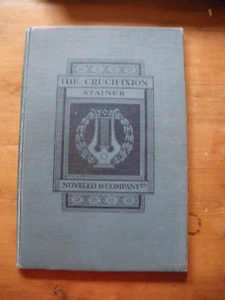 THE CRUCIFIXION
STAINER
NOVELLO & COMPANY LTD